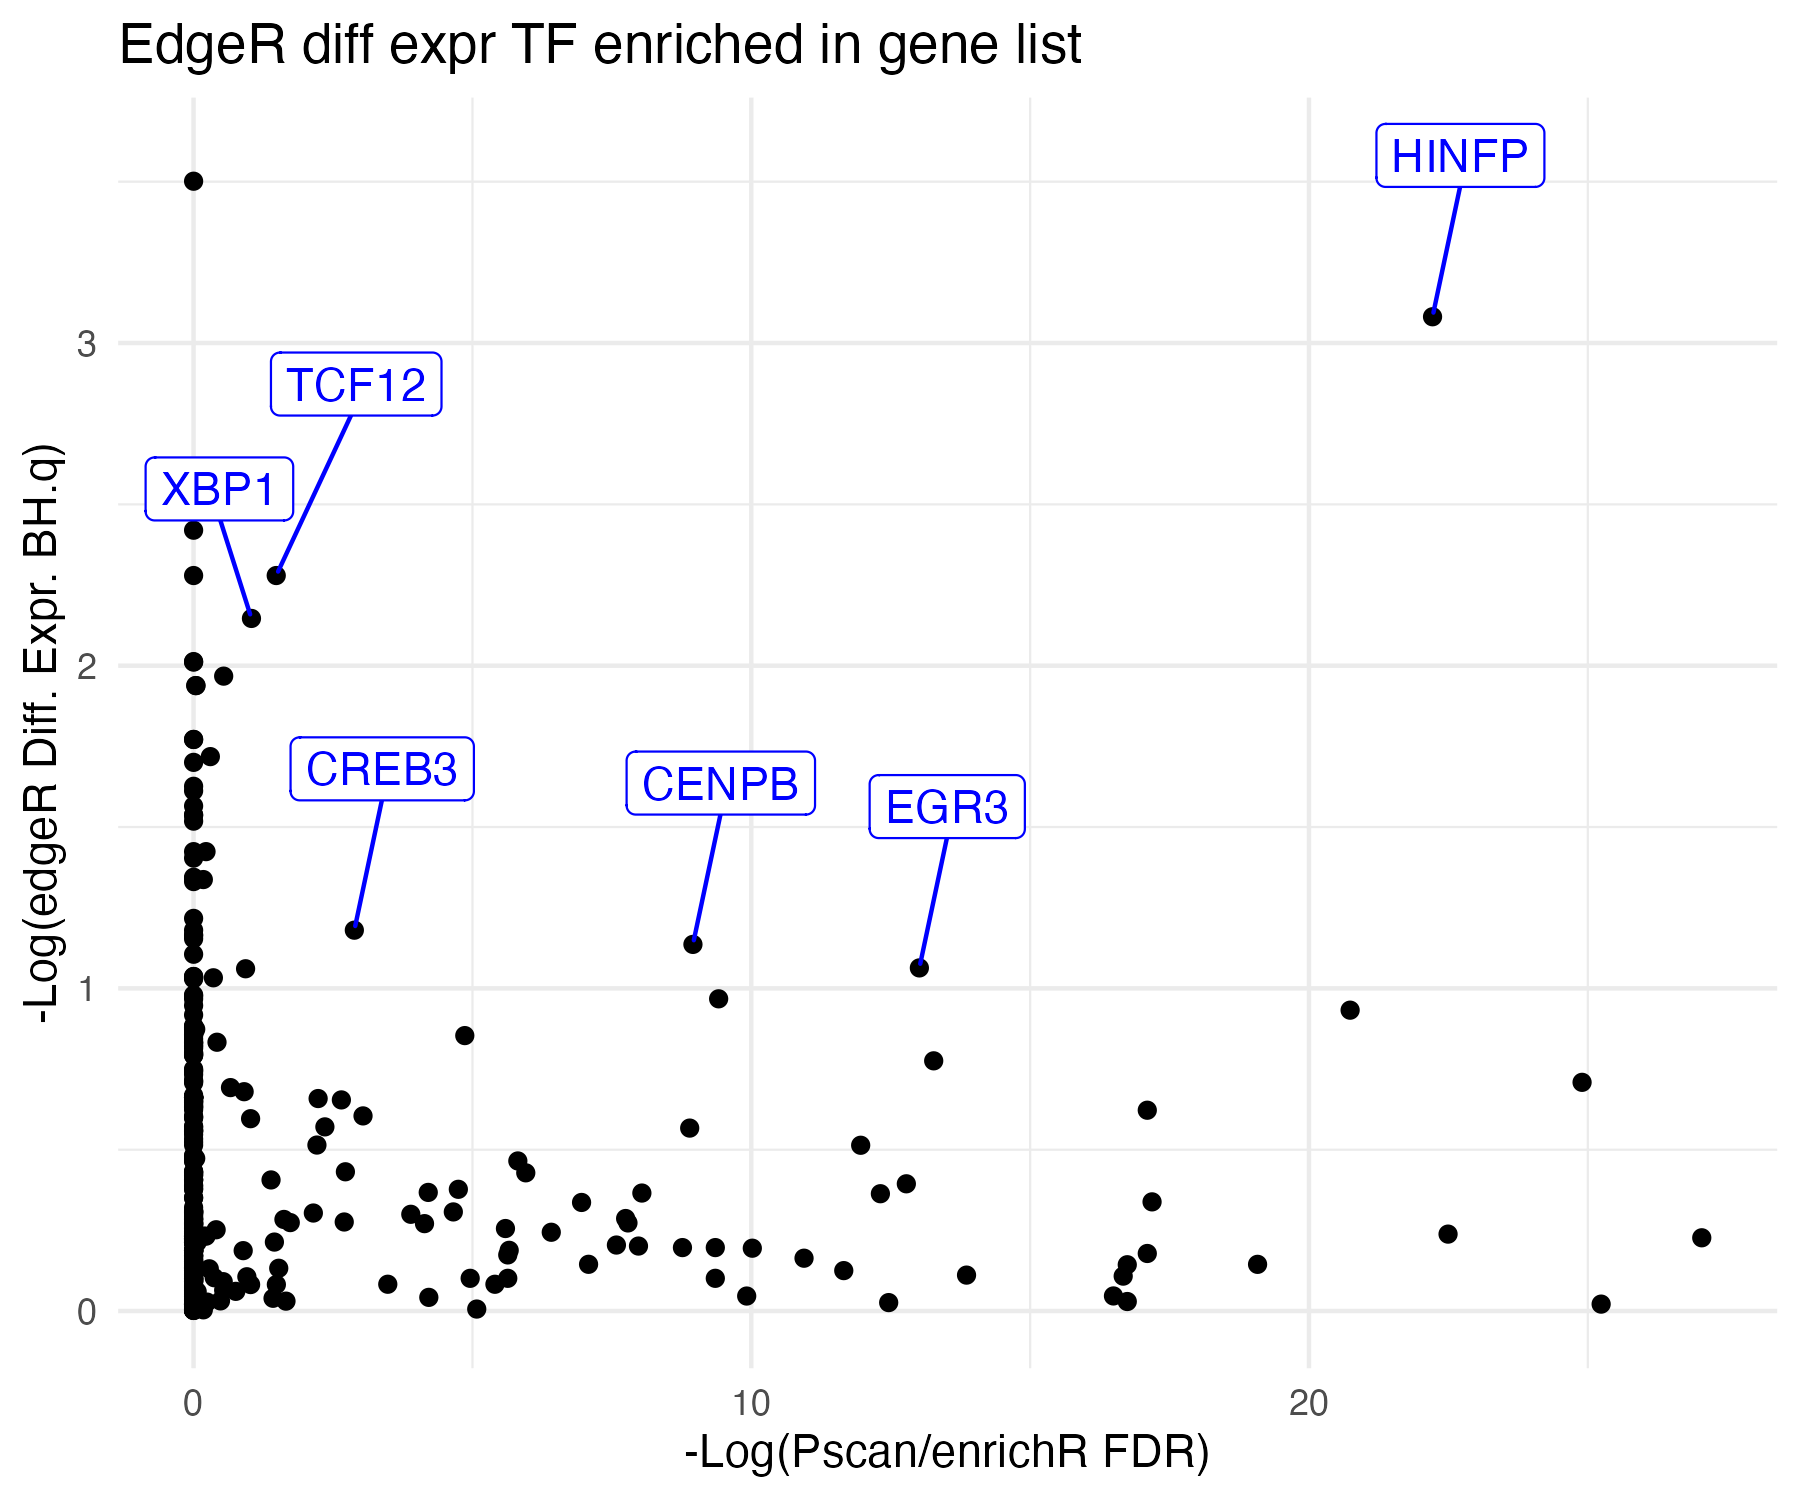 EdgeR diff expr TF enriched in gene list
HINFP
TCF12
XBP1
CREB3
CENPB
EGR3
-Log(edgeR Diff. Expr. BH.q)
3
2
1
0
0
10
20
-Log(Pscan/enrichR FDR)